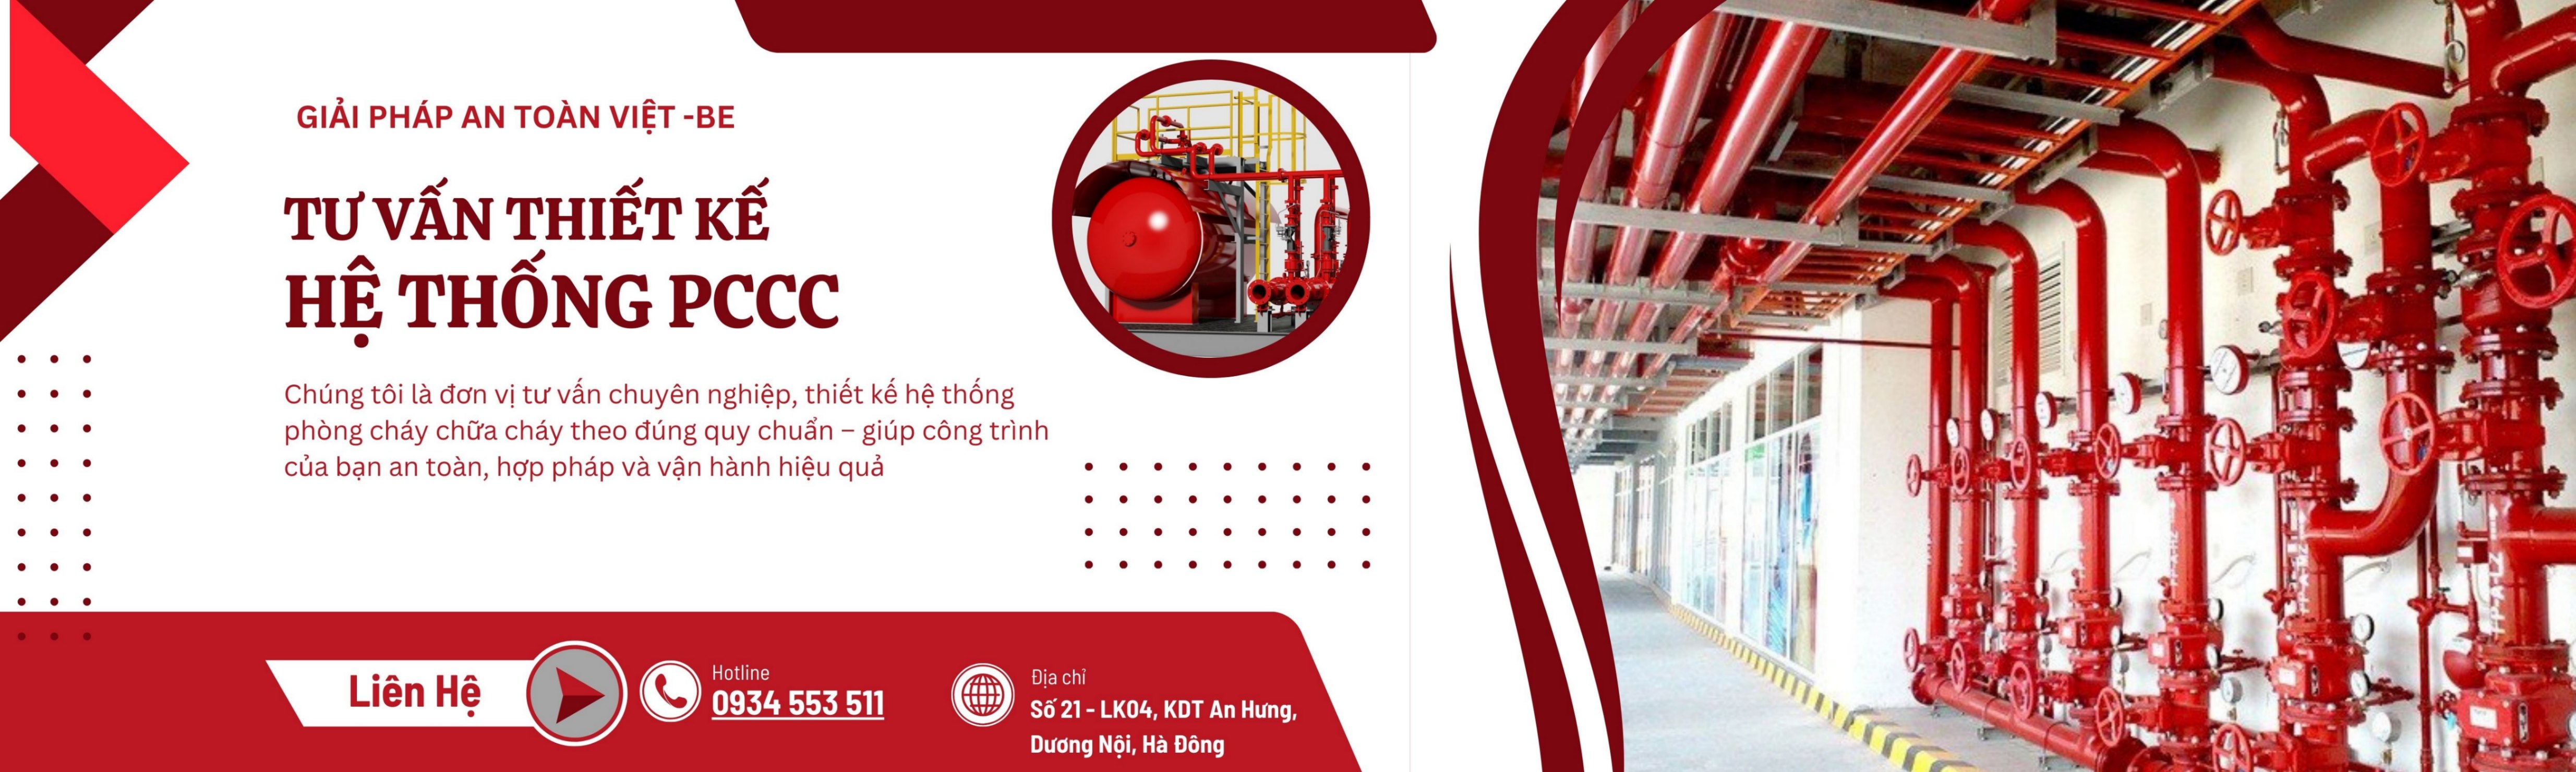 GIẢI PHÁP AN TOÀN VIỆT -BE
TƯ VẤN THIẾT KẾ
HỆ THỐNG PCCC
Chúng tôi là đơn vị tư vấn chuyên nghiệp, thiết kế hệ thống
phòng cháy chữa cháy theo đúng quy chuẩn – giúp công trình
của bạn an toàn, hợp pháp và vận hành hiệu quả
Liên Hệ
Hotline
0934 553 511
Địa chỉ
Số 21 - LK04, KDT An Hưng,
Dương Nội, Hà Đông